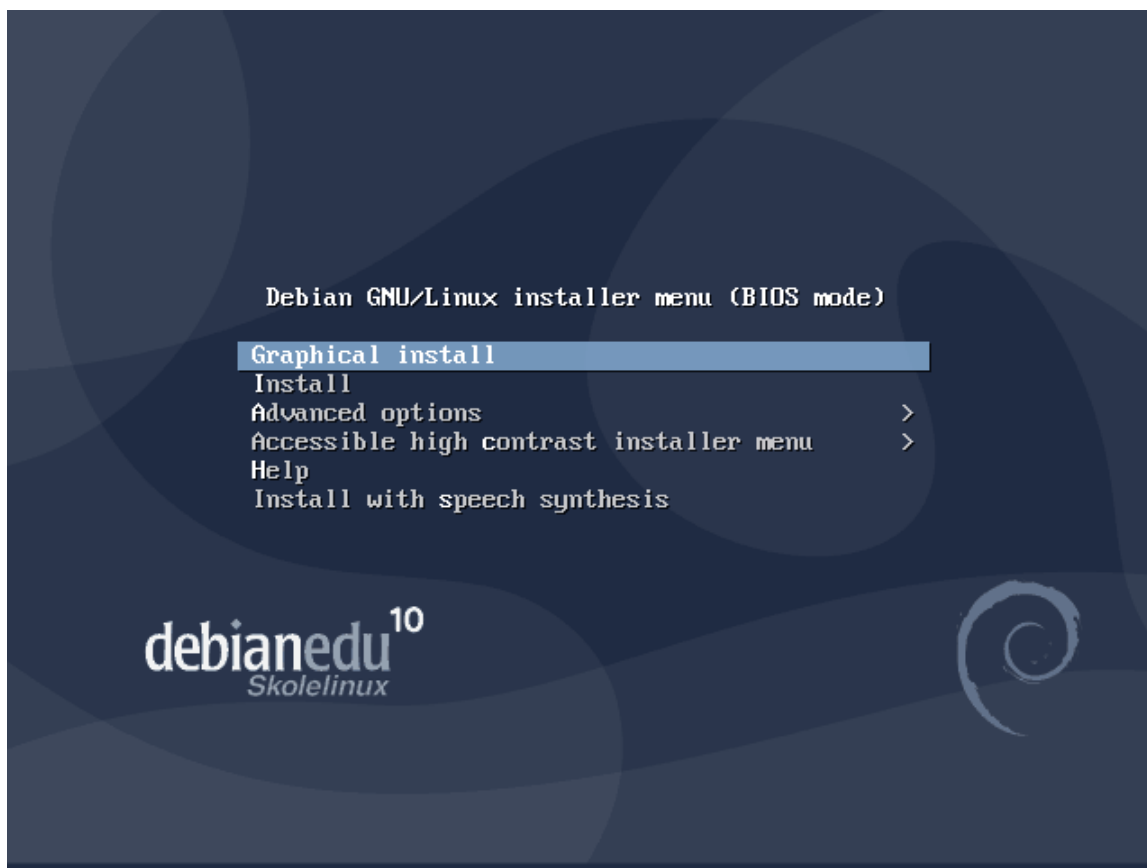 Debian GNU/Linux installer menu (BIOS mode)
Graphical install
Install
Advanced options >
Accessible high contrast installer menu >
Help
Install with speech synthesis
debianedu 10
Skolelinux